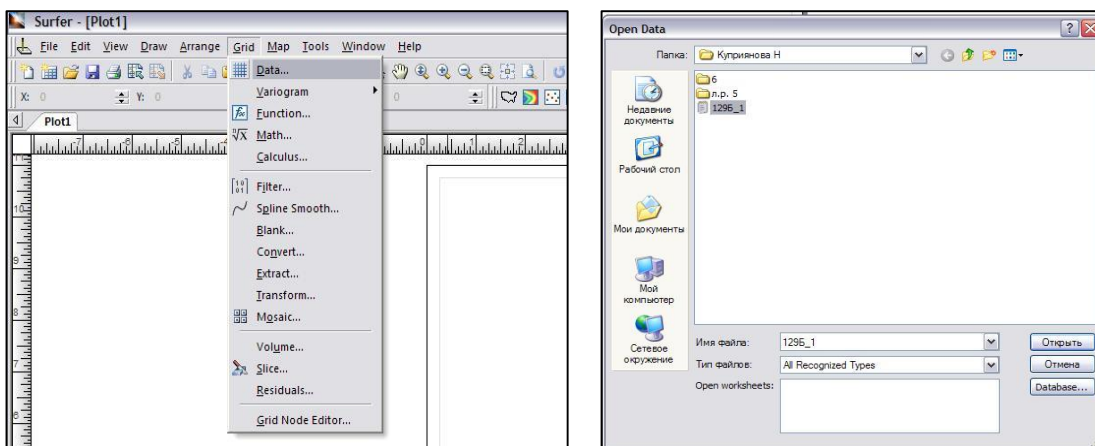 Surfer - [Plot1]
File Edit View Draw Arrange Grid Map Tools Window Help
X: 0 Y: 0 0
Plot1
Data...
Variogram
Function...
Math...
Calculus...
Filter...
Spline Smooth...
Blank...
Convert...
Extract...
Transform...
Mosaic...
Volume...
Slice...
Residuals...
Grid Node Editor...
Open Data
Папка: Куприянова Н
6
л.р. 5
129Б_1
Недавние документы
Рабочий стол
Мои документы
Мой компьютер
Сетевое окружение
Имя файла: 129Б_1 Открыть
Тип файлов: All Recognized Types Отмена
Open worksheets: Database...